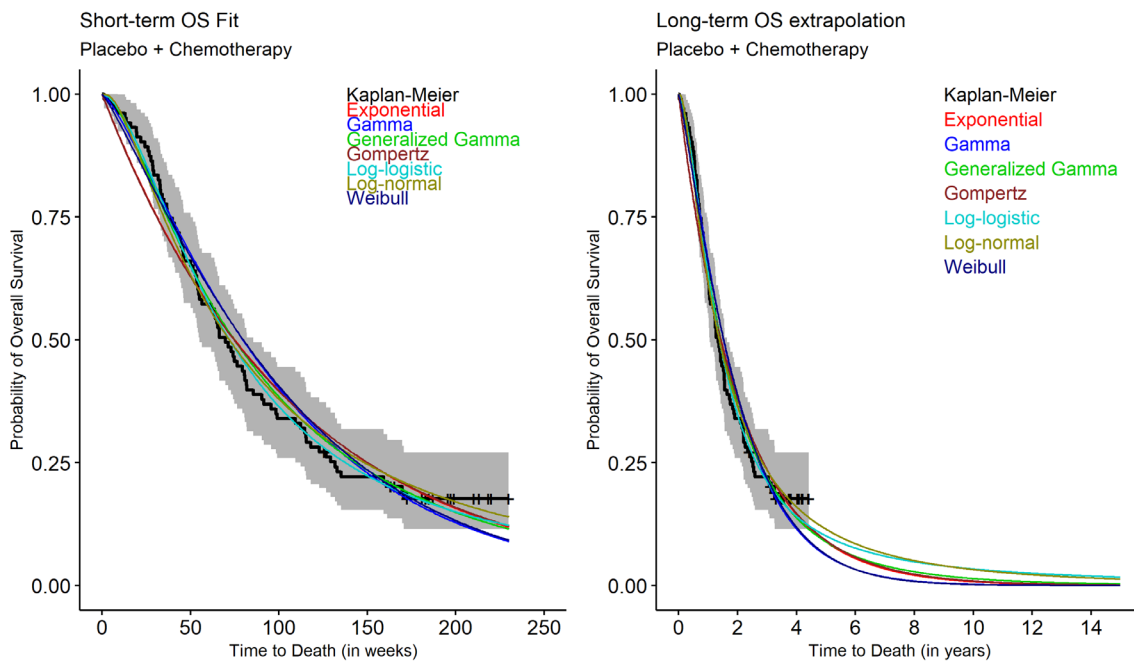 Short-term OS Fit
Placebo + Chemotherapy
Kaplan-Meier
Exponential
Gamma
Generalized Gamma
Gompertz
Log-logistic
Log-normal
Weibull
1.00
0.75
0.50
0.25
0.00
Probability of Overall Survival
0 50 100 150 200 250
Time to Death (in weeks)
Long-term OS extrapolation
Placebo + Chemotherapy
Kaplan-Meier
Exponential
Gamma
Generalized Gamma
Gompertz
Log-logistic
Log-normal
Weibull
1.00
0.75
0.50
0.25
0.00
Probability of Overall Survival
0 2 4 6 8 10 12 14
Time to Death (in years)